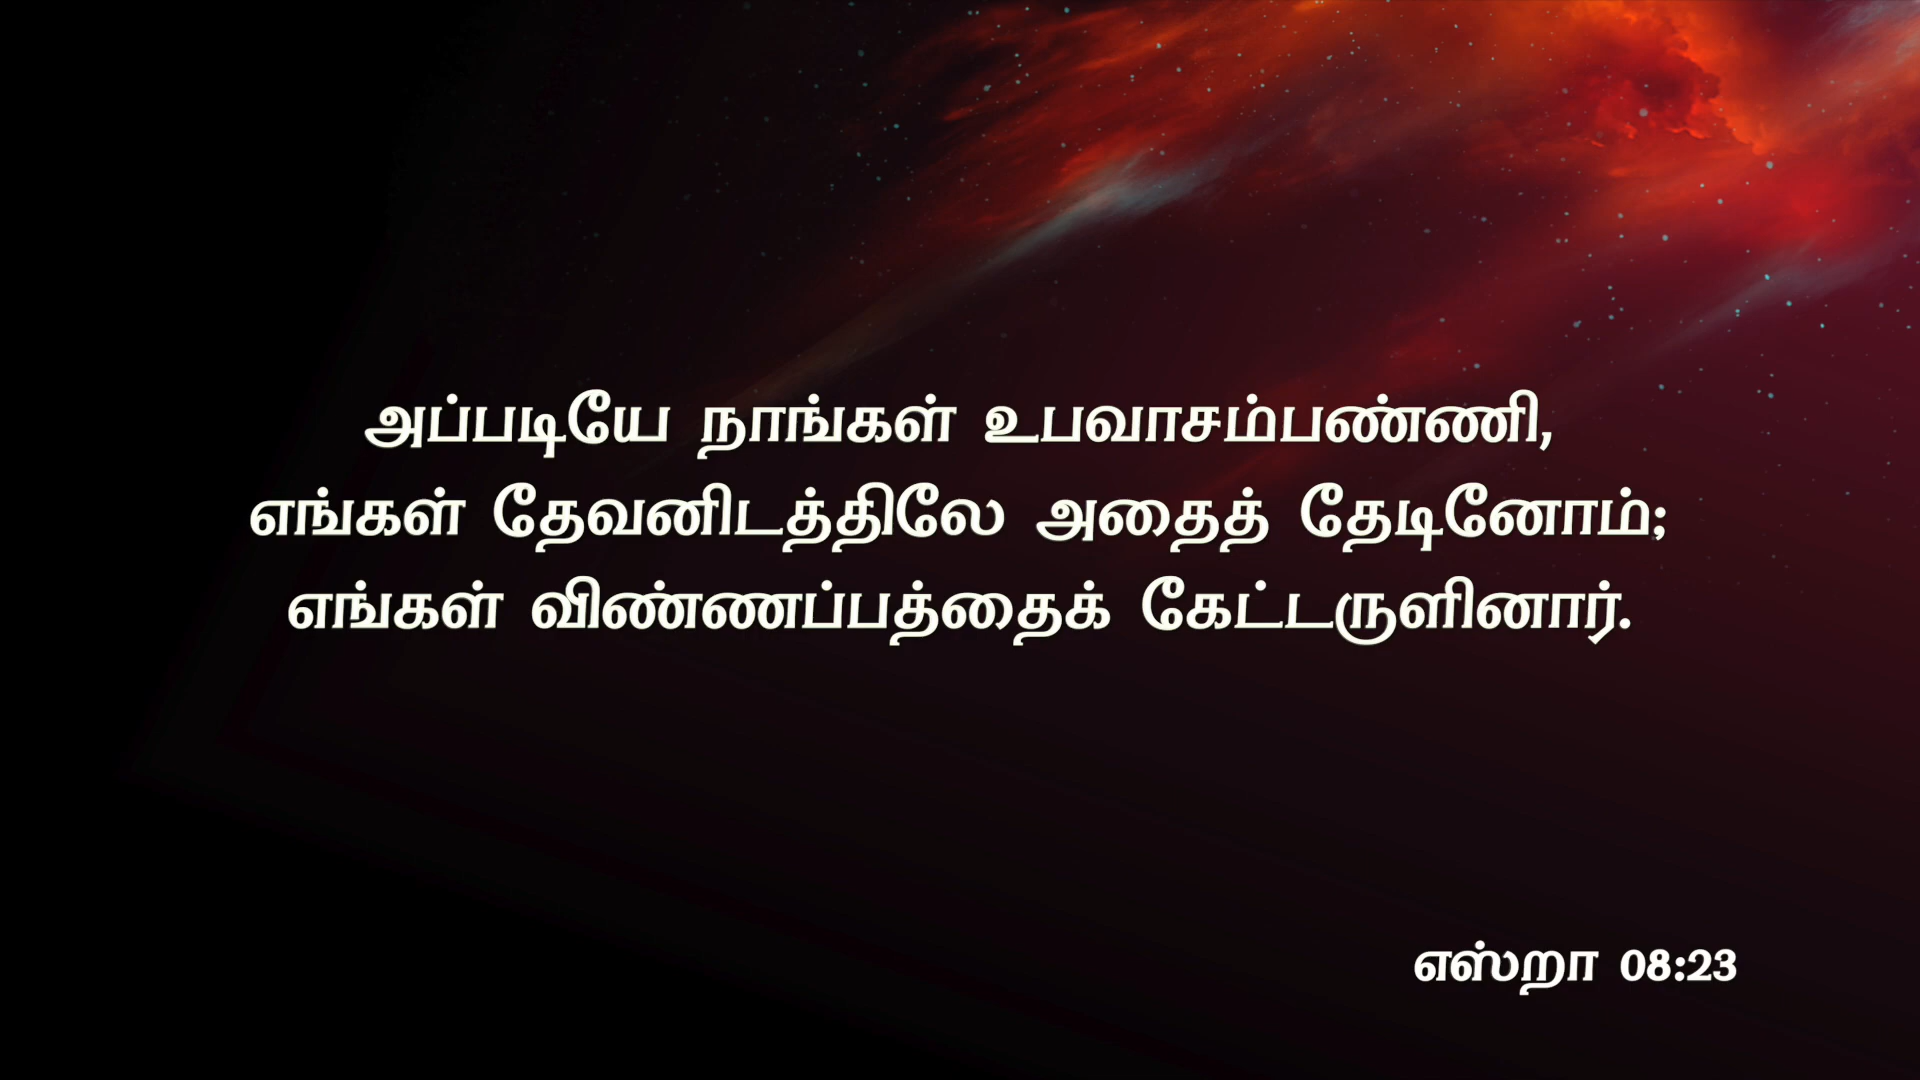 அப்படியே நாங்கள் உபவாசம்பண்ணி,
எங்கள் தேவனிடத்திலே அதைத் தேடினோம்;
எங்கள் விண்ணப்பத்தைக் கேட்டருளினார்.
எஸ்றா 08:23